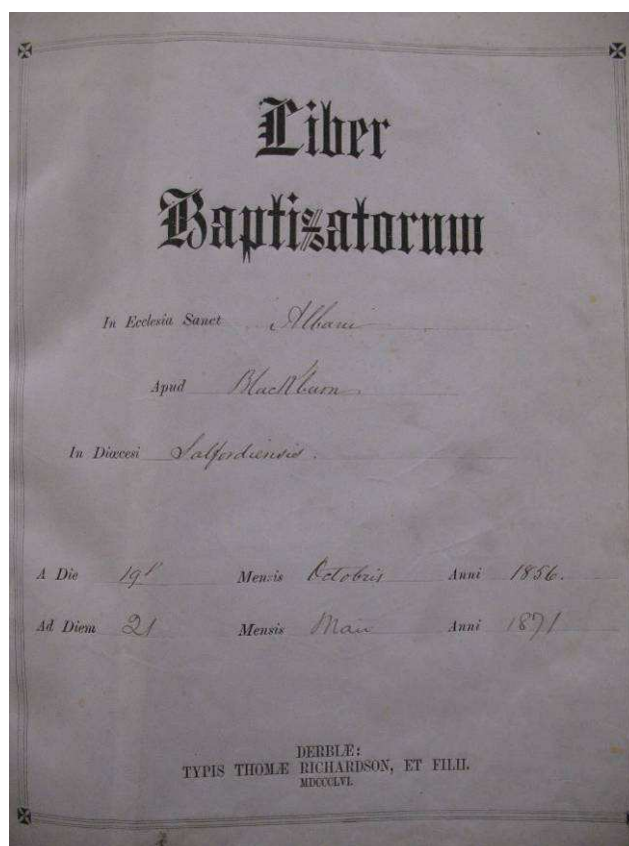 Liber
Baptizatorum
In Ecclesia Sanct Albani
Apud Blackburn
In Diœcesi Salfordiensis.
A Die 19 Mensis Octobris Anni 1856.
Ad Diem 21 Mensis Maii Anni 1871
DERBLÆ:
TYPIS THOMÆ RICHARDSON, ET FILII.
MDCCCLVI.